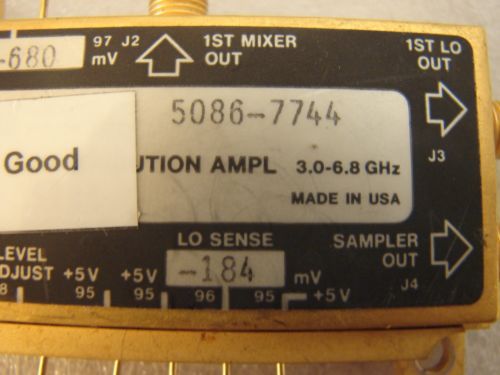 -680 97 J2 1ST MIXER 1ST LO
mV OUT OUT
5086-7744
Good UTION AMPL 3.0-6.8 GHz J3
MADE IN USA
LO SENSE SAMPLER
LEVEL OUT
DJUST +5V +5V -184 mV J4
8 95 95 96 95 +5V